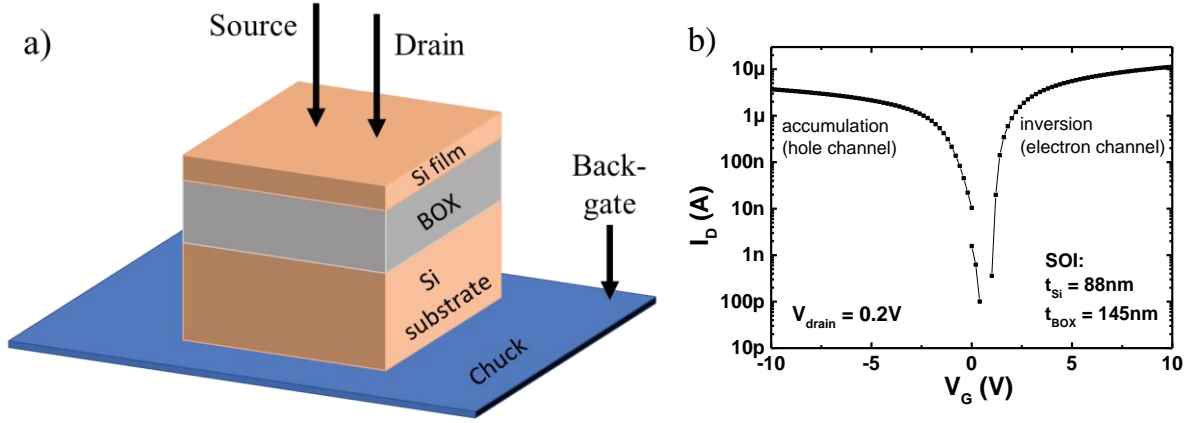 a)
Source
Drain
Si film
BOX
Si
substrate
Back-
gate
Chuck
b)
I_D (A)
10µ
1µ
100n
10n
1n
100p
10p
accumulation
(hole channel)
inversion
(electron channel)
V_drain = 0.2V
SOI:
t_Si = 88nm
t_BOX = 145nm
-10 -5 0 5 10
V_G (V)